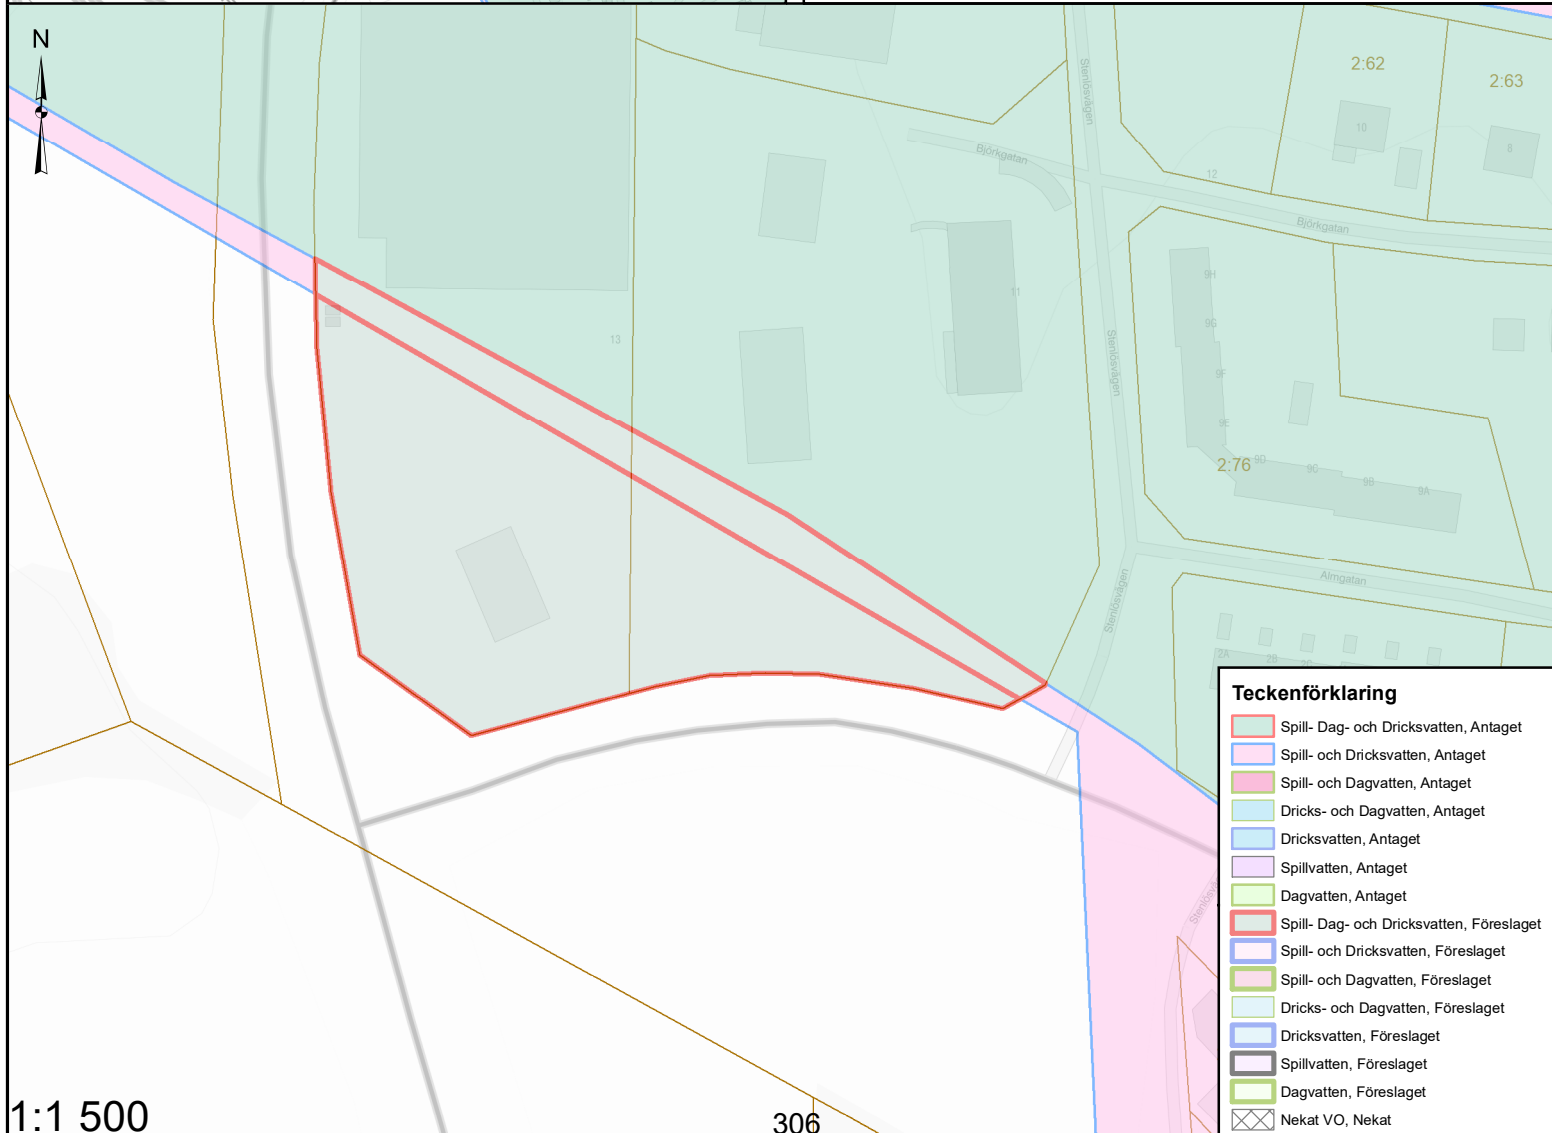 N
2:62
2:63
Stenlösvägen
Björkgatan
10
8
12
Björkgatan
9H
11
9G
13
Stenlösvägen
9F
9E
2:76
9D
9C
9B
9A
Almgatan
Stenlösvägen
2A
2B
2C
Teckenförklaring
Spill- Dag- och Dricksvatten, Antaget
Spill- och Dricksvatten, Antaget
Spill- och Dagvatten, Antaget
Dricks- och Dagvatten, Antaget
Dricksvatten, Antaget
Spillvatten, Antaget
Dagvatten, Antaget
Spill- Dag- och Dricksvatten, Föreslaget
Spill- och Dricksvatten, Föreslaget
Spill- och Dagvatten, Föreslaget
Dricks- och Dagvatten, Föreslaget
Dricksvatten, Föreslaget
Spillvatten, Föreslaget
Dagvatten, Föreslaget
Nekat VO, Nekat
1:1 500
306